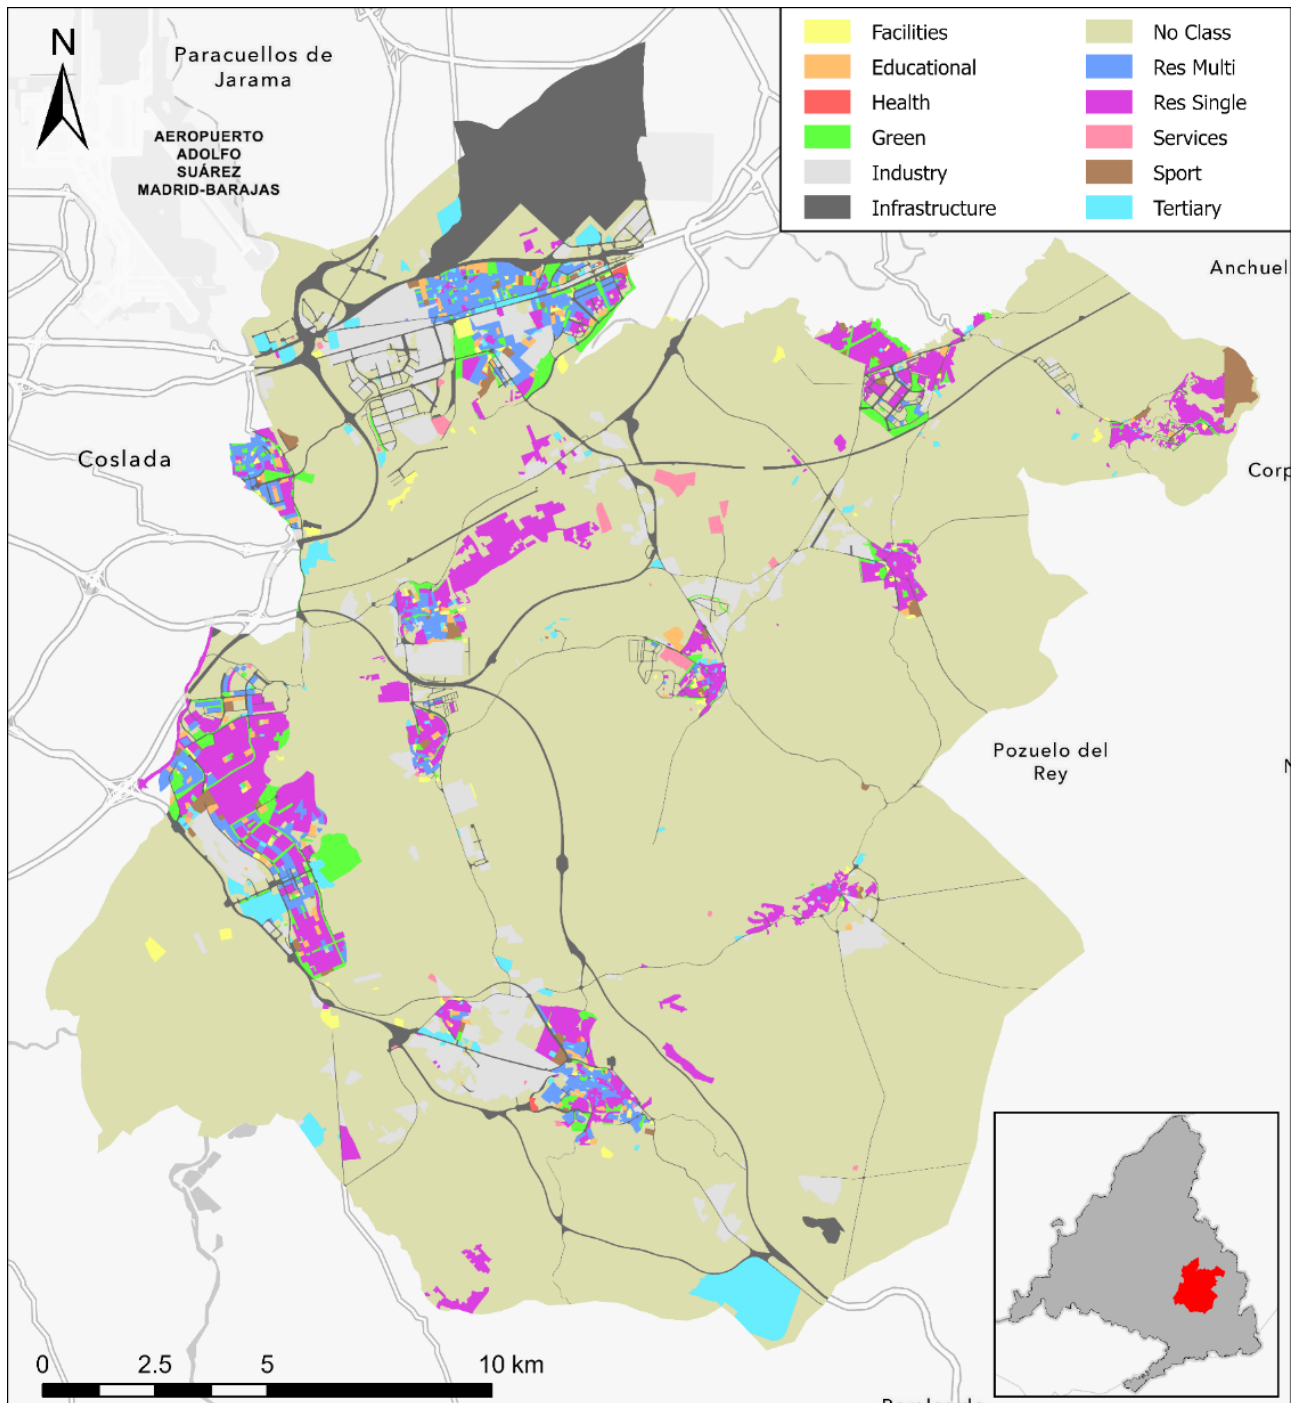 N
Paracuellos de
Jarama
AEROPUERTO
ADOLFO
SUÁREZ
MADRID-BARAJAS
Facilities
Educational
Health
Green
Industry
Infrastructure
No Class
Res Multi
Res Single
Services
Sport
Tertiary
Anchuel
Coslada
Corp
Pozuelo del
Rey
N
0 2.5 5 10 km